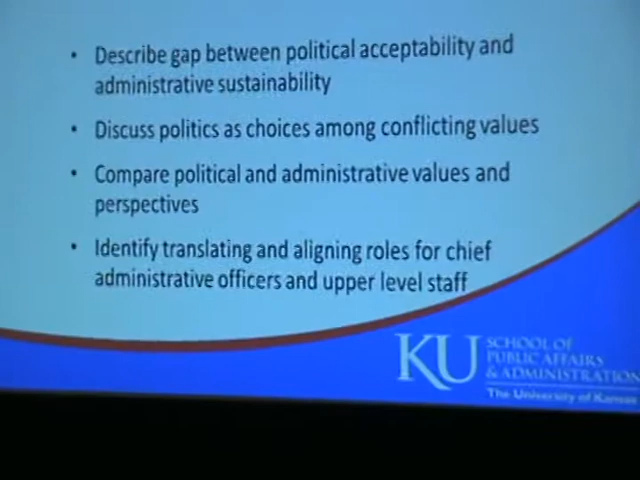 • Describe gap between political acceptability and
administrative sustainability
• Discuss politics as choices among conflicting values
• Compare political and administrative values and
perspectives
• Identify translating and aligning roles for chief
administrative officers and upper level staff
KU
SCHOOL OF
PUBLIC AFFAIRS
& ADMINISTRATION
The University of Kansas